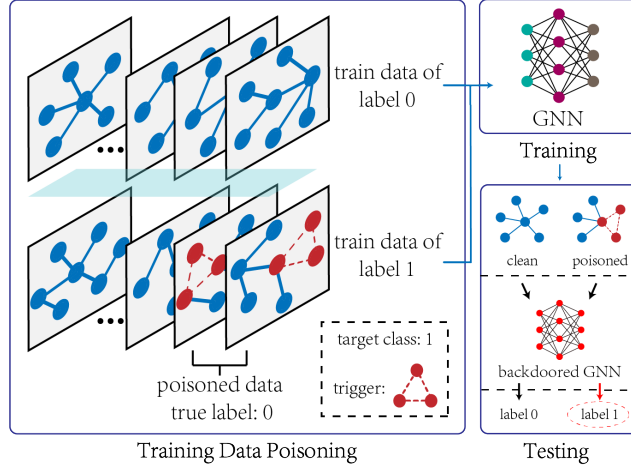 train data of
label 0
train data of
label 1
poisoned data
true label: 0
target class: 1
trigger:
Training Data Poisoning
GNN
Training
clean
poisoned
backdoored GNN
label 0
label 1
Testing